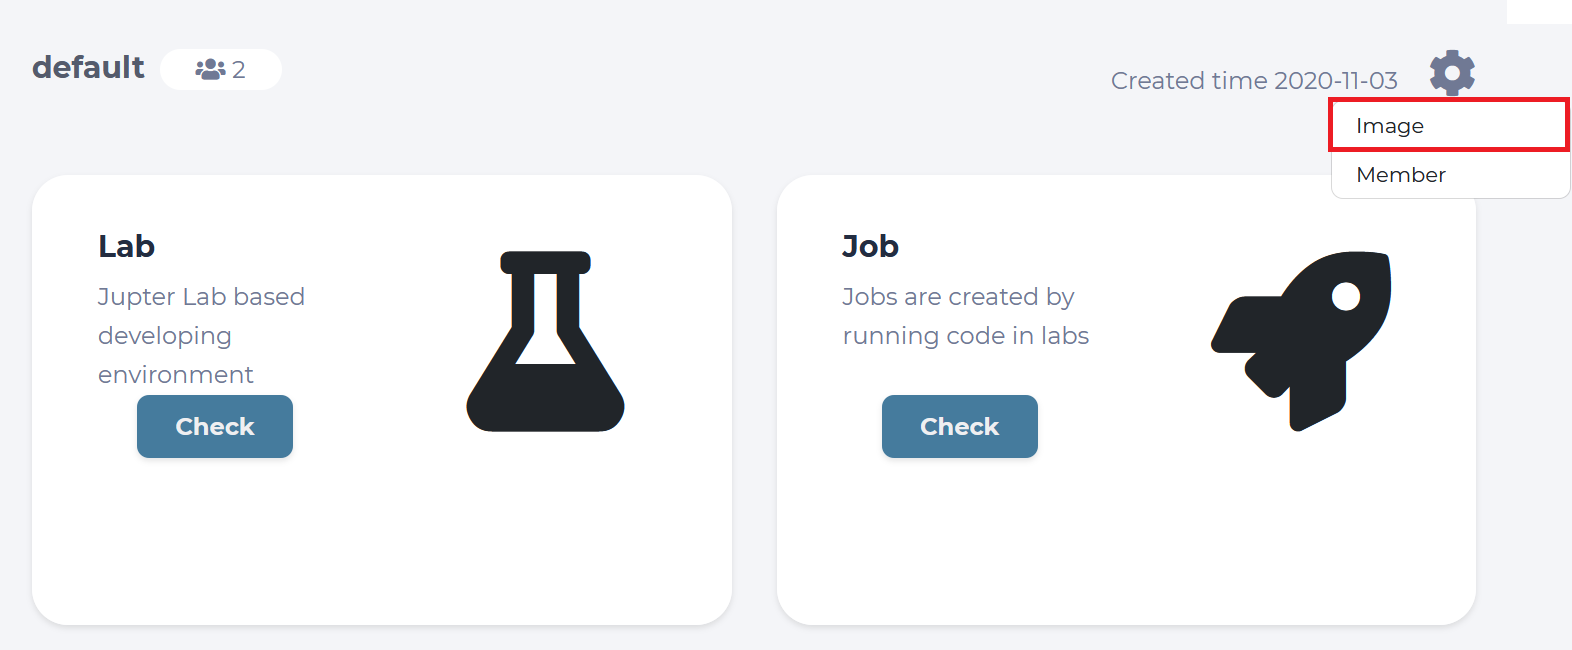 default
2
Created time 2020-11-03
Image
Member
Lab
Jupter Lab based
developing
environment
Check
Job
Jobs are created by
running code in labs
Check